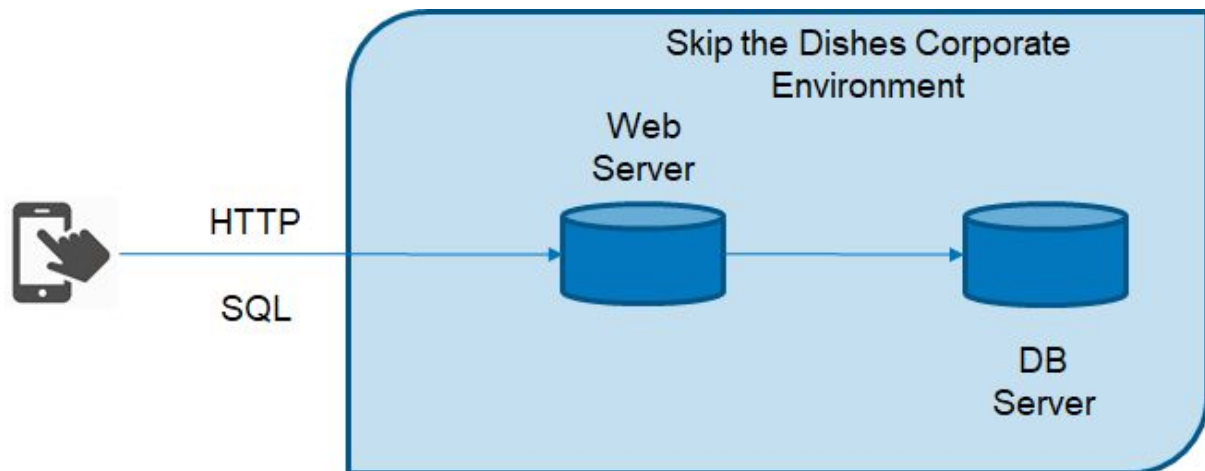 Skip the Dishes Corporate
Environment
Web
Server
HTTP
SQL
DB
Server